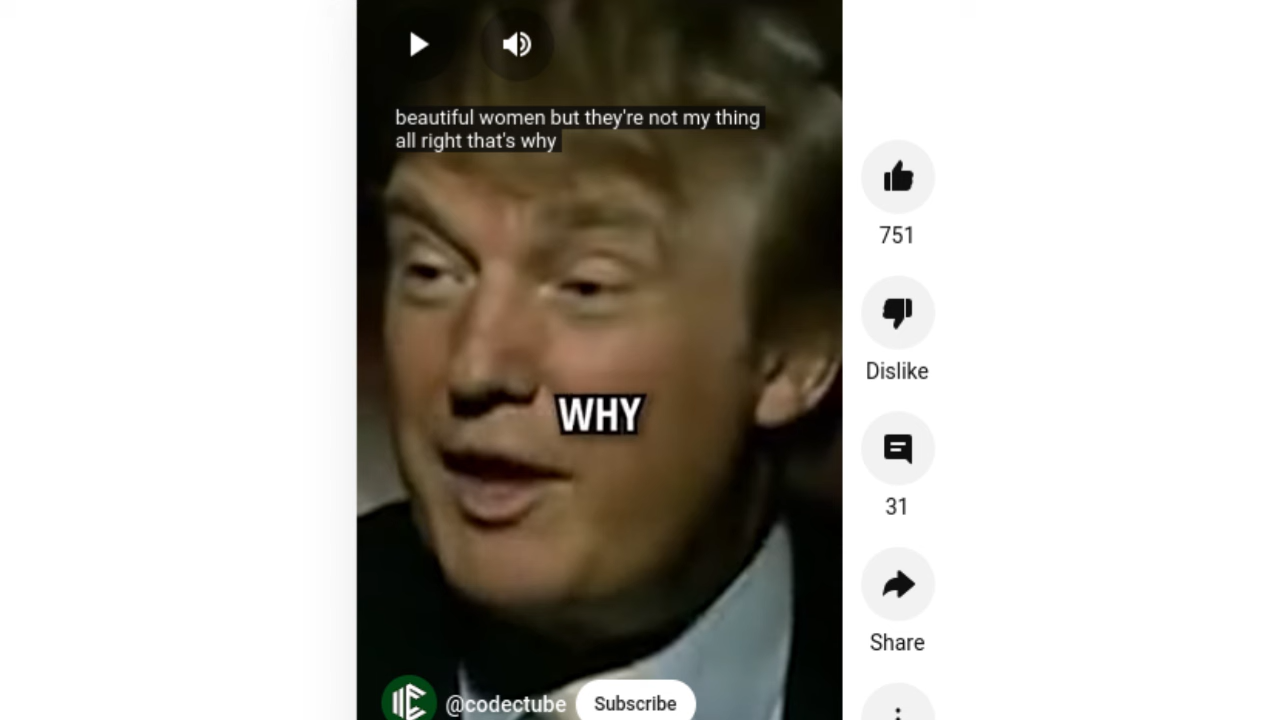 beautiful women but they're not my thing
all right that's why
WHY
751
Dislike
31
Share
@codectube
Subscribe